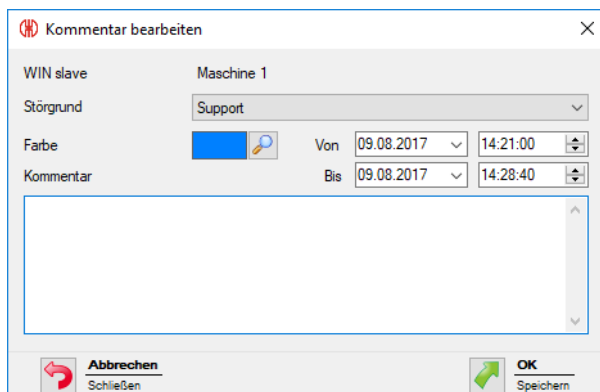 Kommentar bearbeiten
WIN slave Maschine 1
Störgrund Support
Farbe Von 09.08.2017 14:21:00
Kommentar Bis 09.08.2017 14:28:40
Abbrechen OK
Schließen Speichern